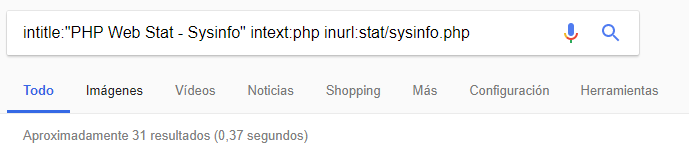 intitle:"PHP Web Stat - Sysinfo" intext:php inurl:stat/sysinfo.php
Todo Imágenes Vídeos Noticias Shopping Más Configuración Herramientas
Aproximadamente 31 resultados (0,37 segundos)